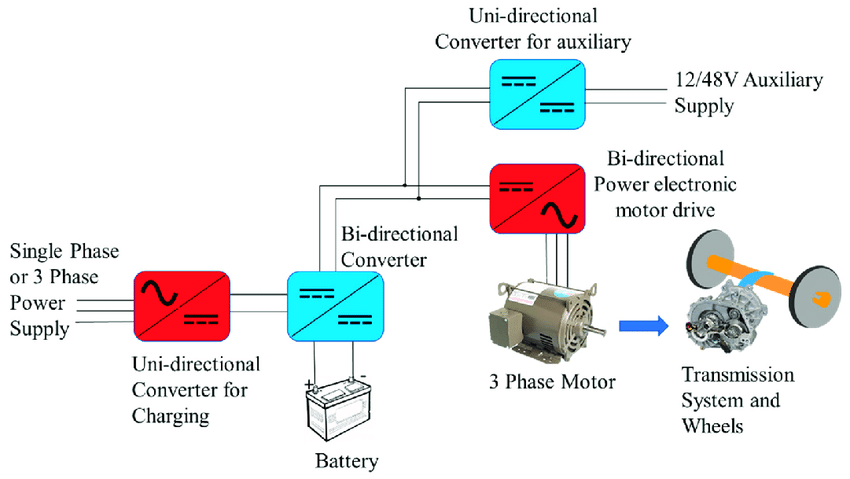 Uni-directional
Converter for auxiliary
12/48V Auxiliary
Supply
Bi-directional
Power electronic
motor drive
Bi-directional
Converter
Single Phase
or 3 Phase
Power
Supply
Uni-directional
Converter for
Charging
+
-
Battery
3 Phase Motor
Transmission
System and
Wheels